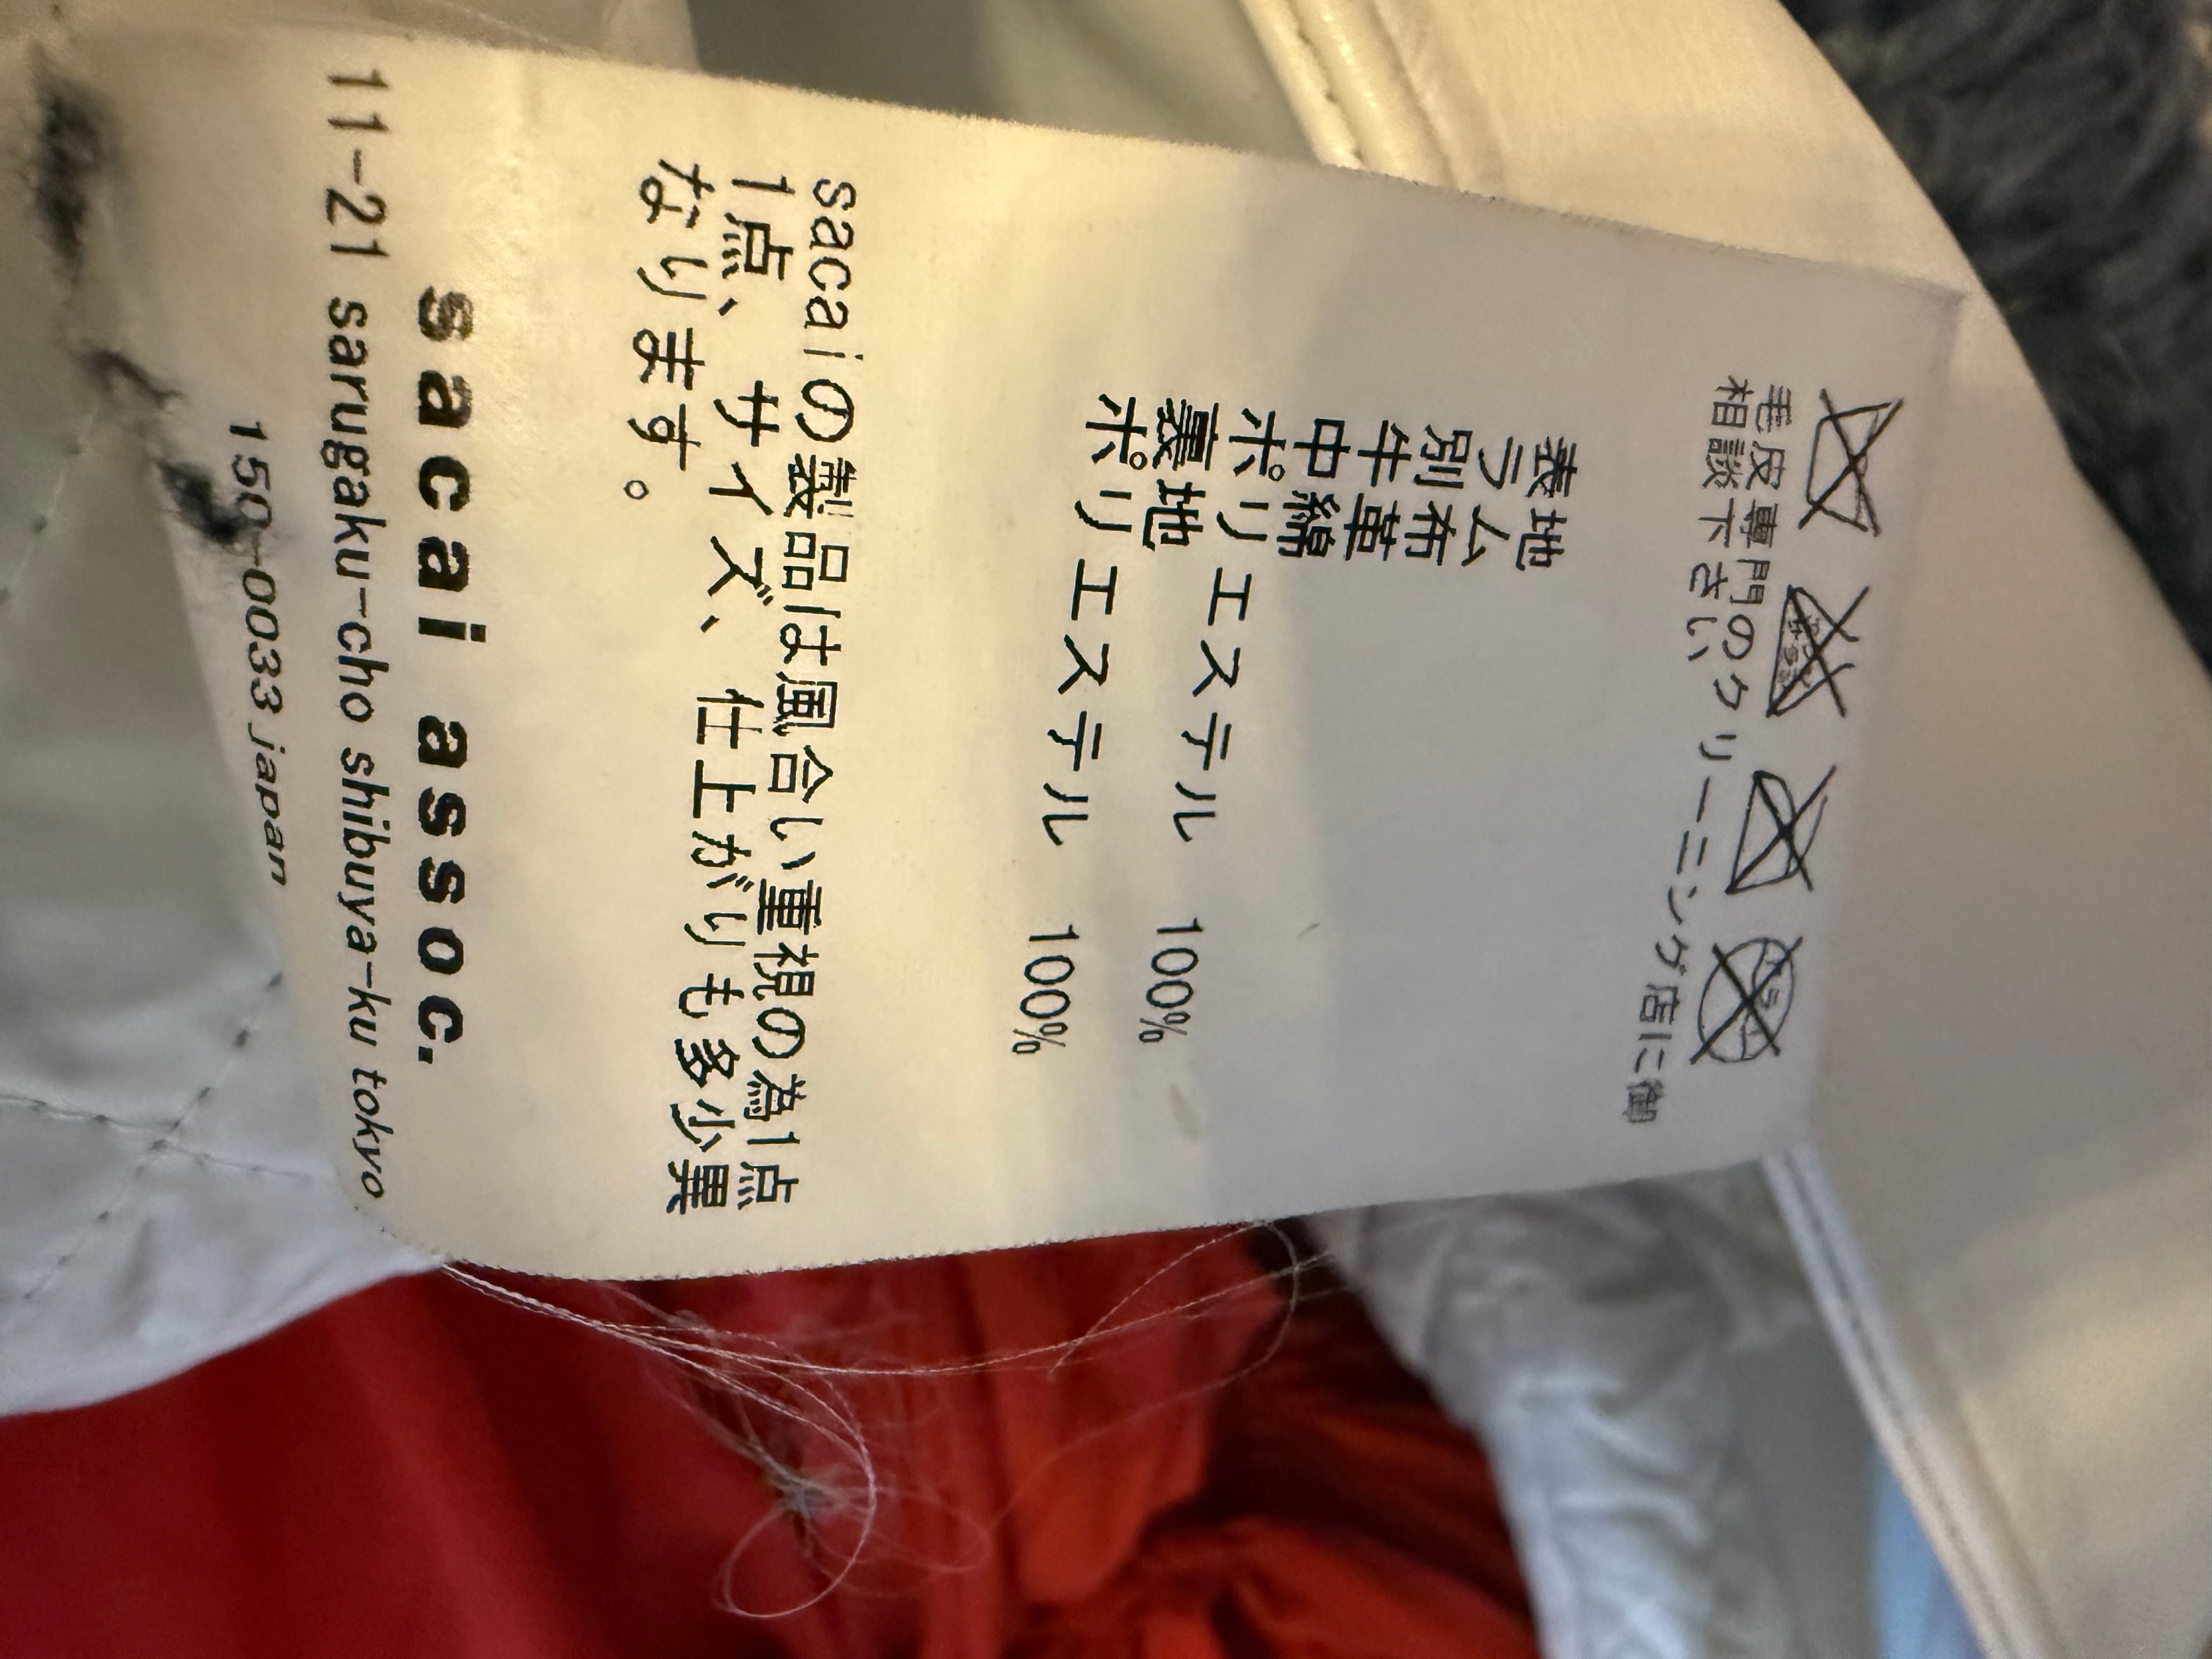 毛皮専門のクリーニング店に御
相談下さい
表地
ラム
別布
牛革
中綿
ポリエステル 100%
裏地
ポリエステル 100%
sacaiの製品は風合い重視の為1点
1点、サイズ、仕上がりも多少異
なります。
sacai assoc.
11-21 sarugaku-cho shibuya-ku tokyo
150-0033 japan